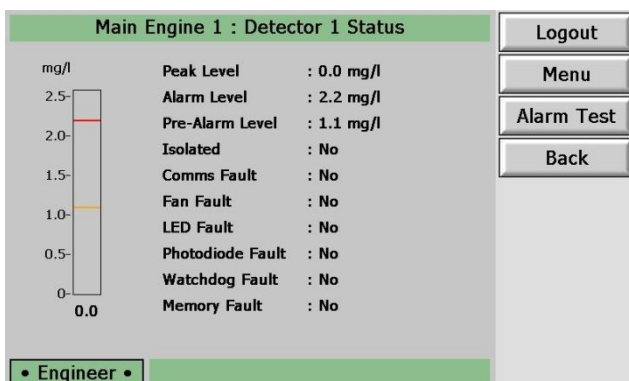 Main Engine 1 : Detector 1 Status
mg/l
2.5
2.0
1.5
1.0
0.5
0
0.0
Peak Level : 0.0 mg/l
Alarm Level : 2.2 mg/l
Pre-Alarm Level : 1.1 mg/l
Isolated : No
Comms Fault : No
Fan Fault : No
LED Fault : No
Photodiode Fault : No
Watchdog Fault : No
Memory Fault : No
Logout
Menu
Alarm Test
Back
• Engineer •